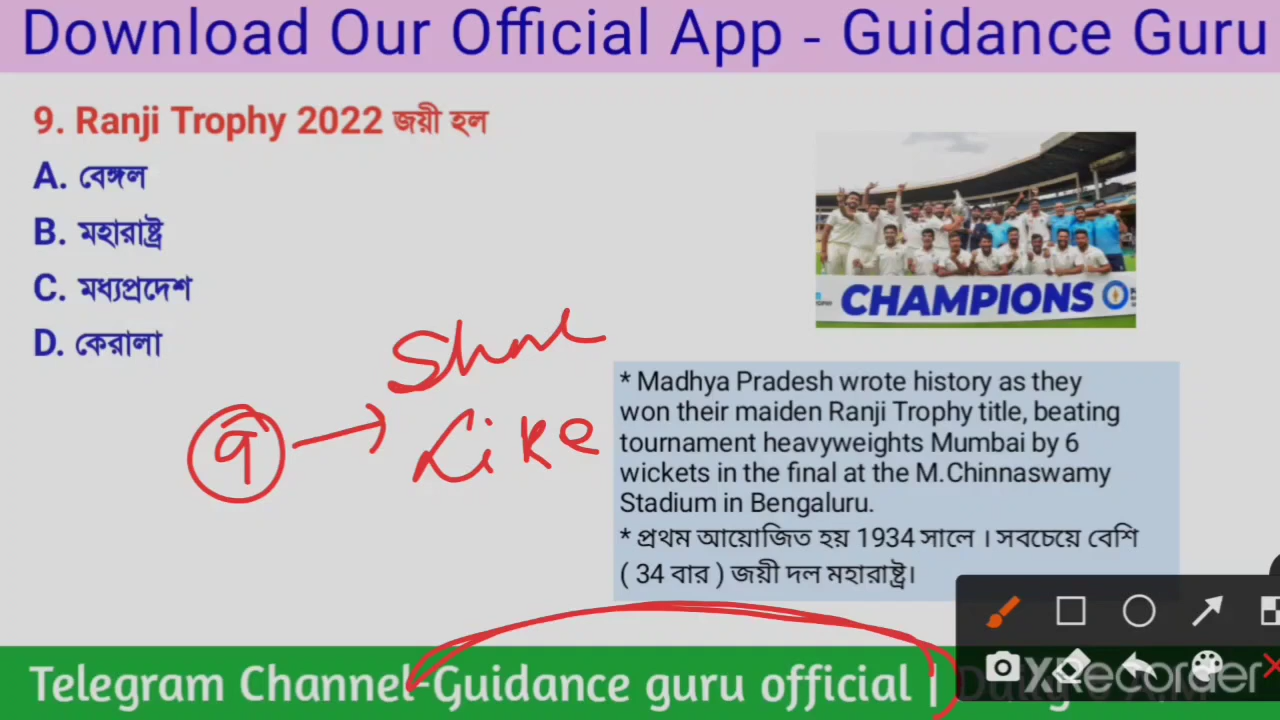 Download Our Official App - Guidance Guru
9. Ranji Trophy 2022 জয়ী হল
A. বেঙ্গল
B. মহারাষ্ট্র
C. মধ্যপ্রদেশ
D. কেরালা
CHAMPIONS
Like
* Madhya Pradesh wrote history as they
won their maiden Ranji Trophy title, beating
tournament heavyweights Mumbai by 6
wickets in the final at the M.Chinnaswamy
Stadium in Bengaluru.
* প্রথম আয়োজিত হয় 1934 সালে । সবচেয়ে বেশি
( 34 বার ) জয়ী দল মহারাষ্ট্র।
Telegram Channel-Guidance guru official |
XRecorder